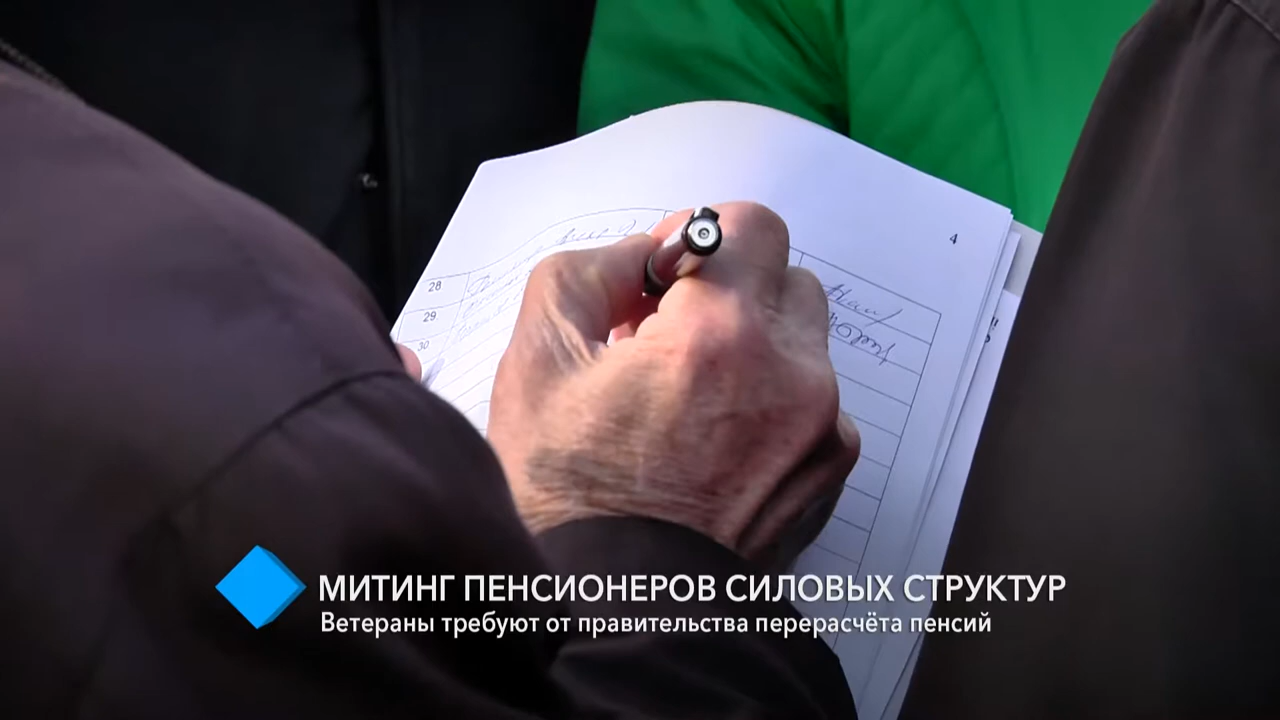 4
28
29
30
МИТИНГ ПЕНСИОНЕРОВ СИЛОВЫХ СТРУКТУР
Ветераны требуют от правительства перерасчёта пенсий